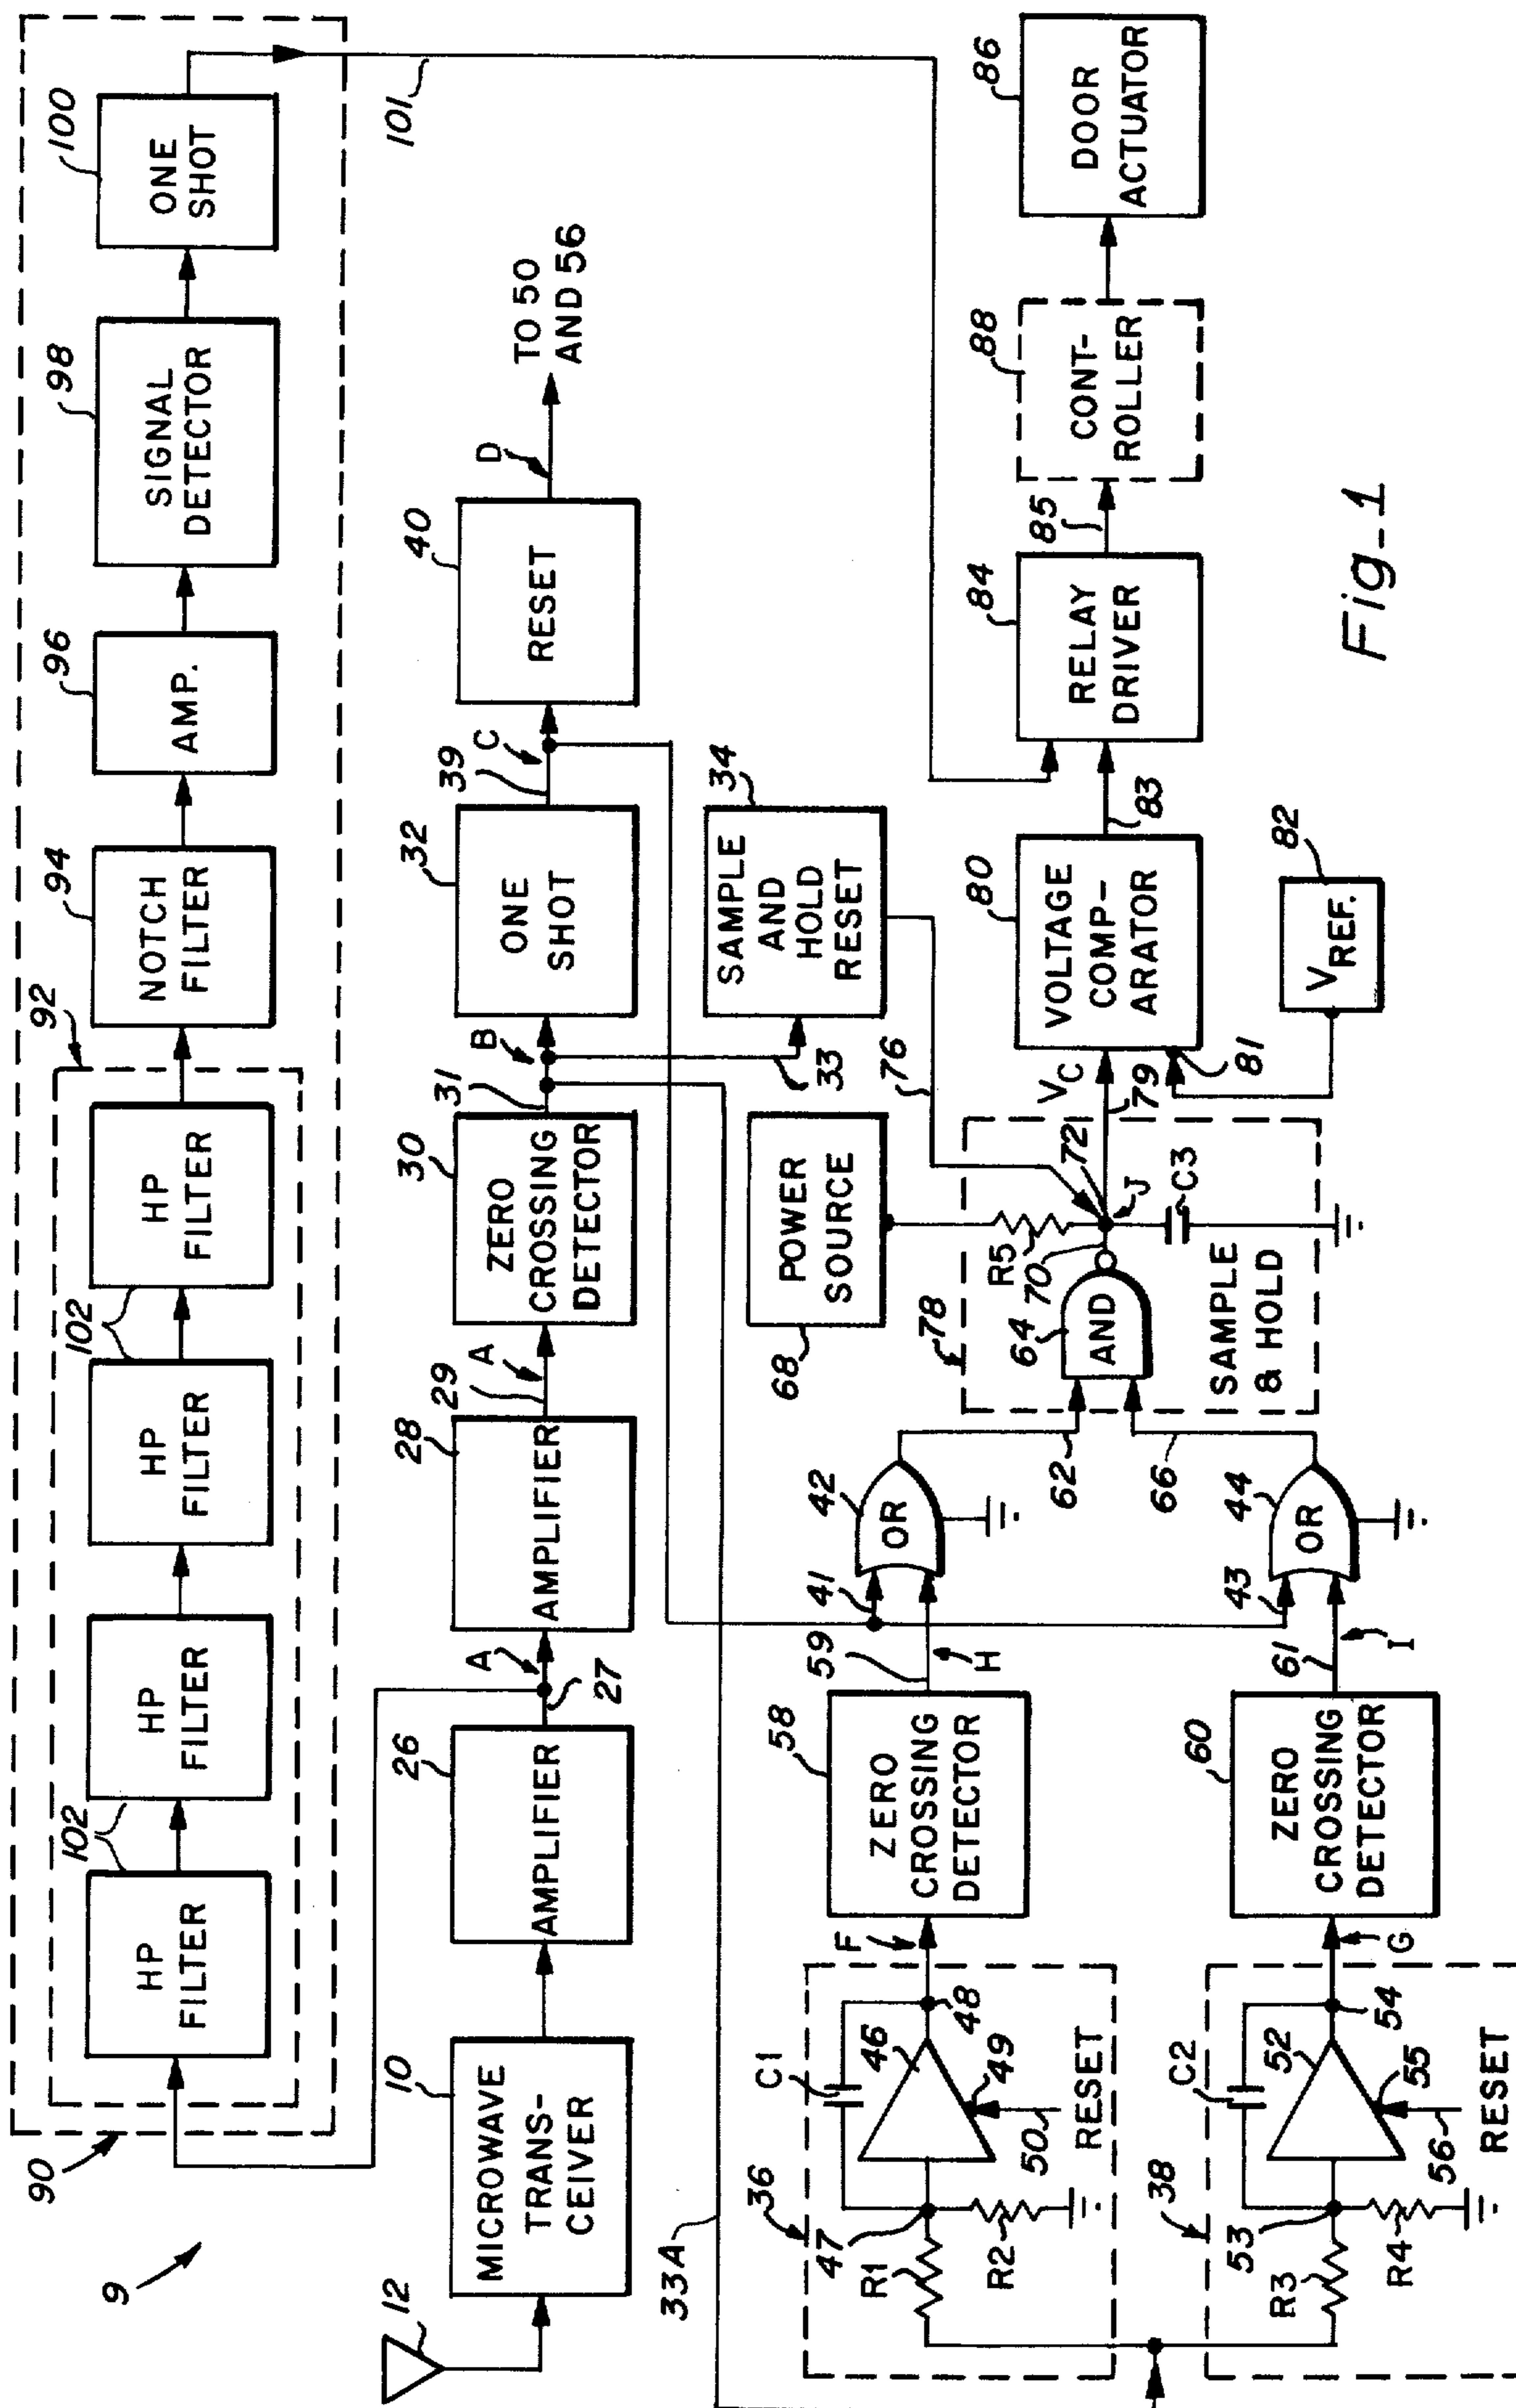 9
90
92
HP
FILTER
102
HP
FILTER
HP
FILTER
102
HP
FILTER
94
NOTCH
FILTER
96
AMP.
98
SIGNAL
DETECTOR
100
ONE
SHOT
101
12
10
MICROWAVE
TRANS-
CEIVER
26
AMPLIFIER
A
27
28
AMPLIFIER
29
A
30
ZERO
CROSSING
DETECTOR
31
B
33
32
ONE
SHOT
39
C
40
RESET
D
TO 50
AND 56
33A
34
SAMPLE
AND
HOLD
RESET
76
68
POWER
SOURCE
36
R1
47
R2
C1
46
48
49
50
RESET
F
58
ZERO
CROSSING
DETECTOR
59
H
41
42
OR
62
38
R3
53
R4
C2
52
54
55
56
RESET
G
60
ZERO
CROSSING
DETECTOR
61
I
43
44
OR
66
78
64
AND
R5
70
72
J
C3
SAMPLE
& HOLD
VC
79
80
VOLTAGE
COMP-
ARATOR
81
82
VREF.
83
84
RELAY
DRIVER
85
88
CONT-
ROLLER
86
DOOR
ACTUATOR
Fig_1